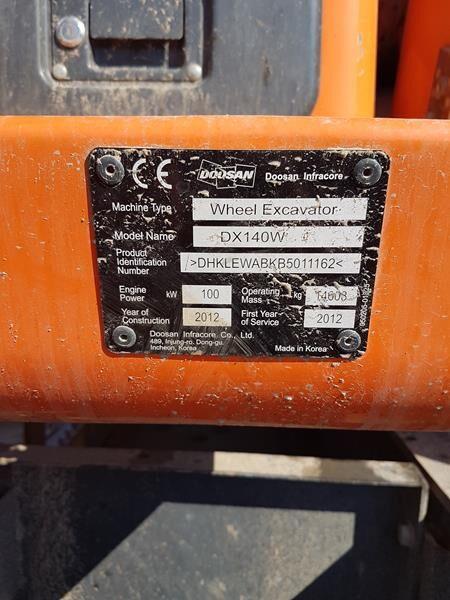 CE DOOSAN Doosan Infracore
Machine Type Wheel Excavator
Model Name DX140W
Product Identification Number >DHKLEWABKB5011162<
Engine Power kW 100 Operating Mass kg 14608
Year of Construction 2012 First Year of Service 2012
Doosan Infracore Co., Ltd.
489, Injung-ro, Dong-gu,
Incheon, Korea Made in Korea